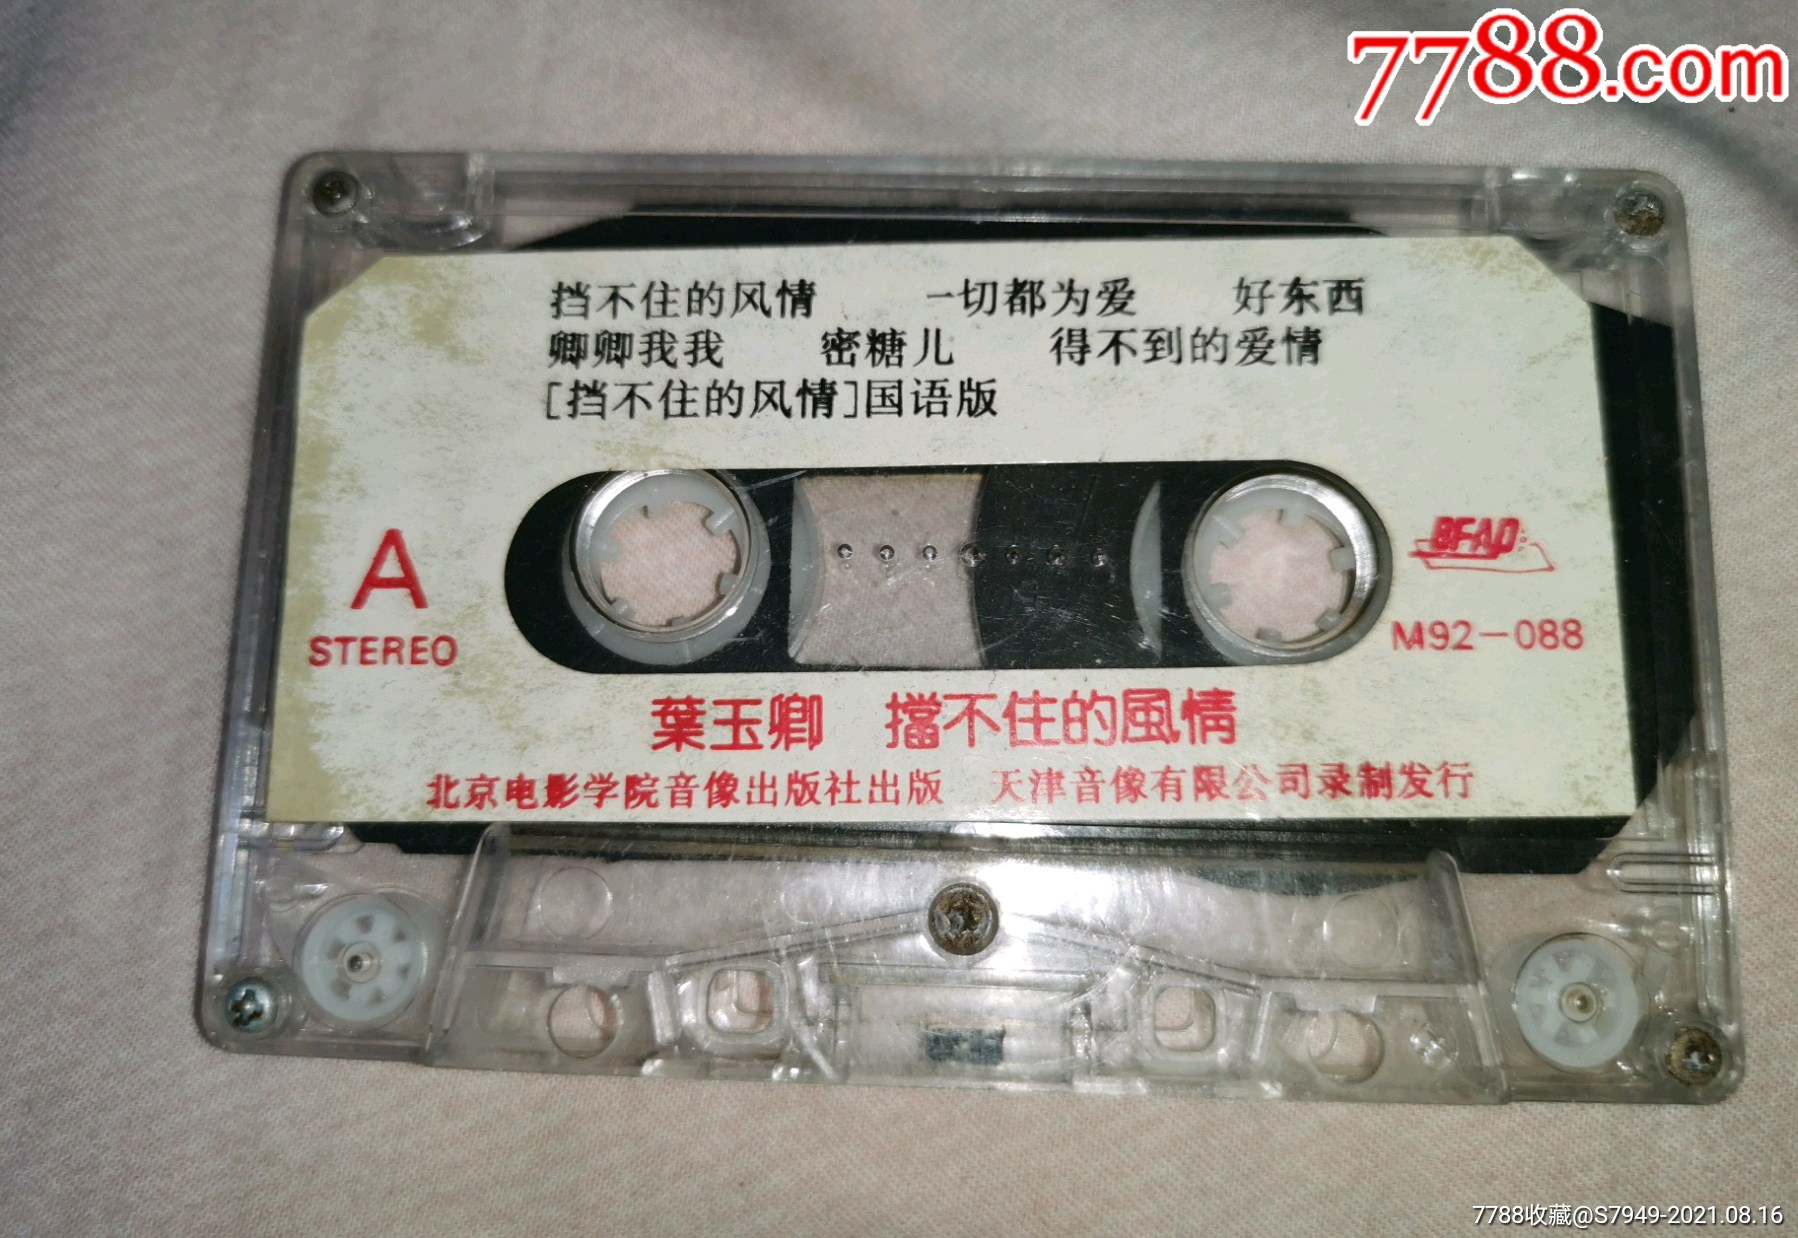 7788.com
挡不住的风情 一切都为爱 好东西
卿卿我我 密糖儿 得不到的爱情
[挡不住的风情]国语版
A
STEREO
BFAD
M92-088
葉玉卿 擋不住的風情
北京电影学院音像出版社出版 天津音像有限公司录制发行
7788收藏@S7949-2021.08.16